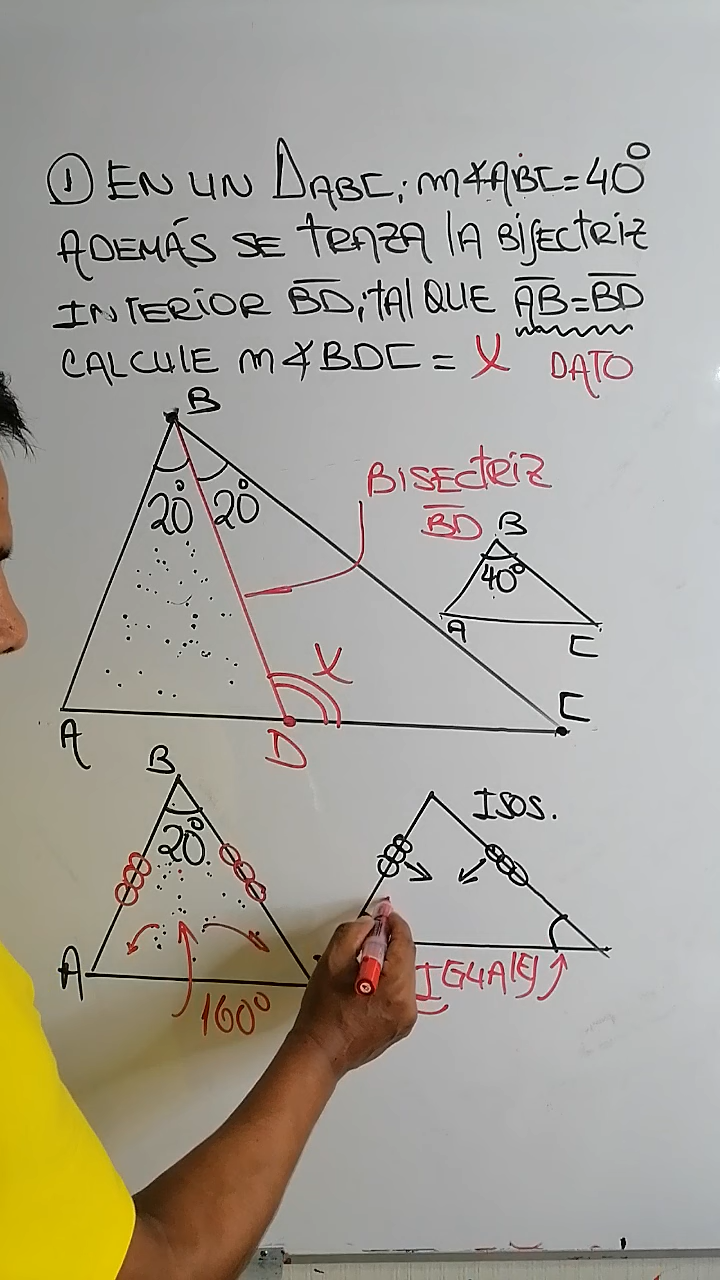 ① EN UN △ABC; m∡ABC=40°
ADEMÁS SE TRAZA LA BISECTRIZ
INTERIOR BD; TAL QUE AB=BD
CALCULE m∡BDC = X DATO
B
20° 20°
BISECTRIZ
BD
B
40°
A C
X
A D C
B
20°
A
160°
ISOS.
IGUALES